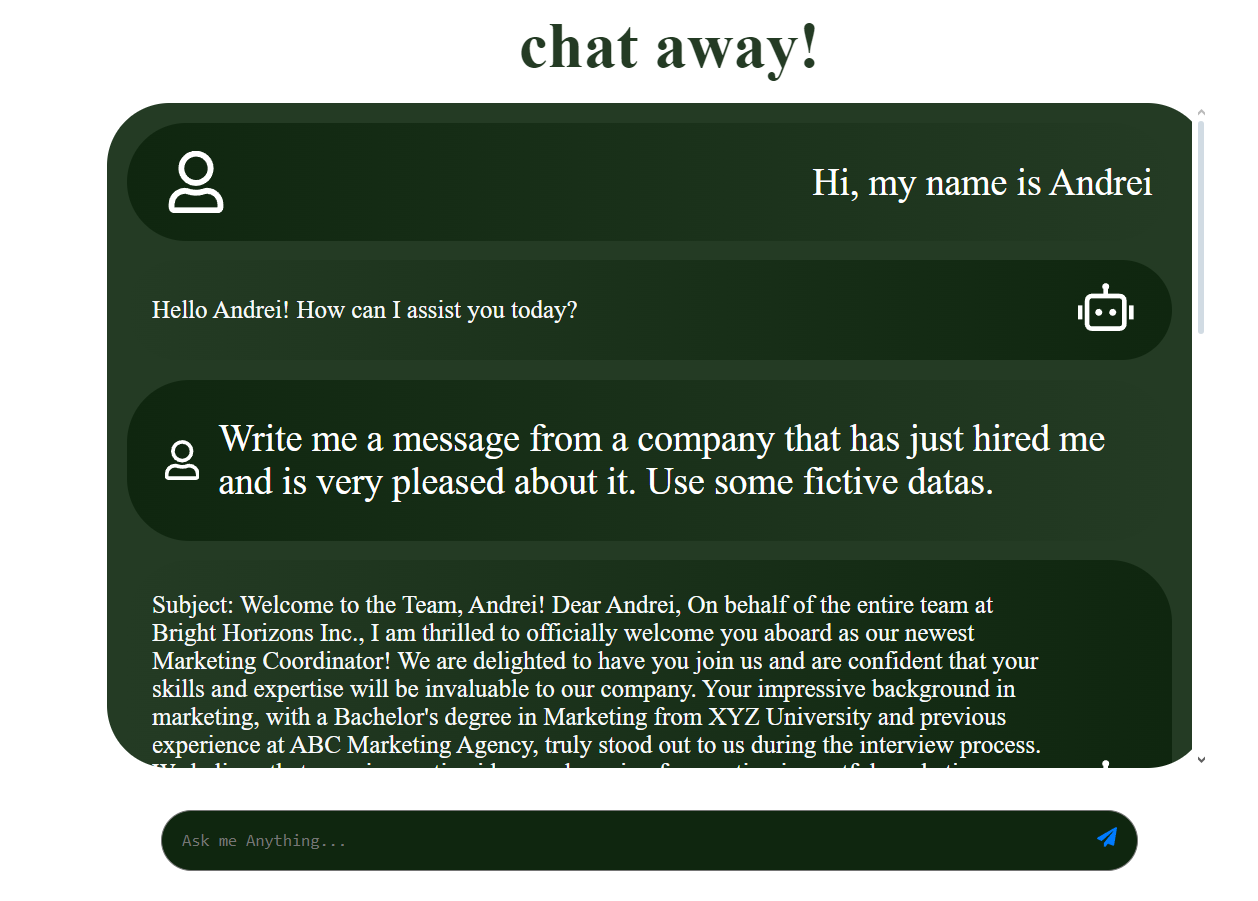 chat away!
Hi, my name is Andrei
Hello Andrei! How can I assist you today?
Write me a message from a company that has just hired me
and is very pleased about it. Use some fictive datas.
Subject: Welcome to the Team, Andrei! Dear Andrei, On behalf of the entire team at
Bright Horizons Inc., I am thrilled to officially welcome you aboard as our newest
Marketing Coordinator! We are delighted to have you join us and are confident that your
skills and expertise will be invaluable to our company. Your impressive background in
marketing, with a Bachelor's degree in Marketing from XYZ University and previous
experience at ABC Marketing Agency, truly stood out to us during the interview process.
Ask me Anything...